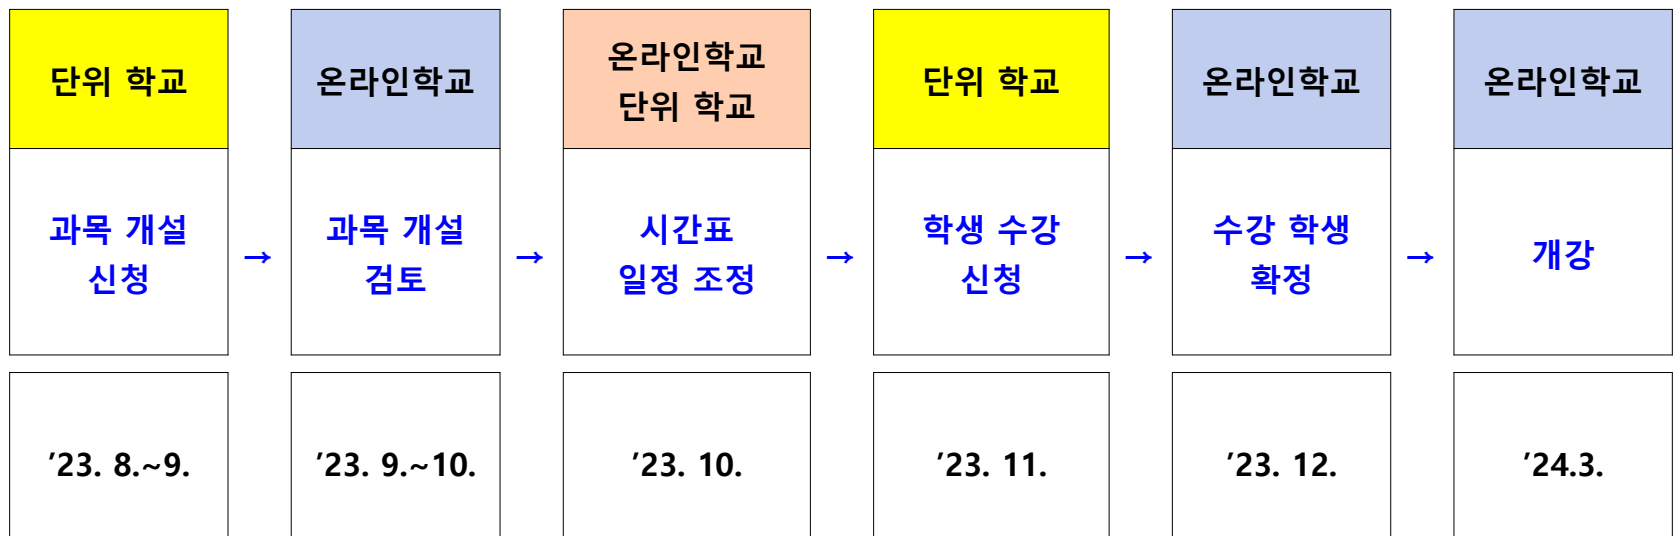 단위 학교
온라인학교
온라인학교
단위 학교
단위 학교
온라인학교
온라인학교
과목 개설
신청
→
과목 개설
검토
→
시간표
일정 조정
→
학생 수강
신청
→
수강 학생
확정
→
개강
’23. 8.~9.
’23. 9.~10.
’23. 10.
’23. 11.
’23. 12.
’24.3.